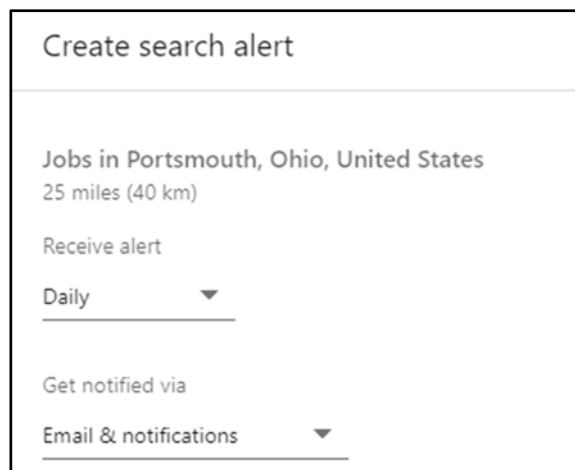 Create search alert
Jobs in Portsmouth, Ohio, United States
25 miles (40 km)
Receive alert
Daily
Get notified via
Email & notifications